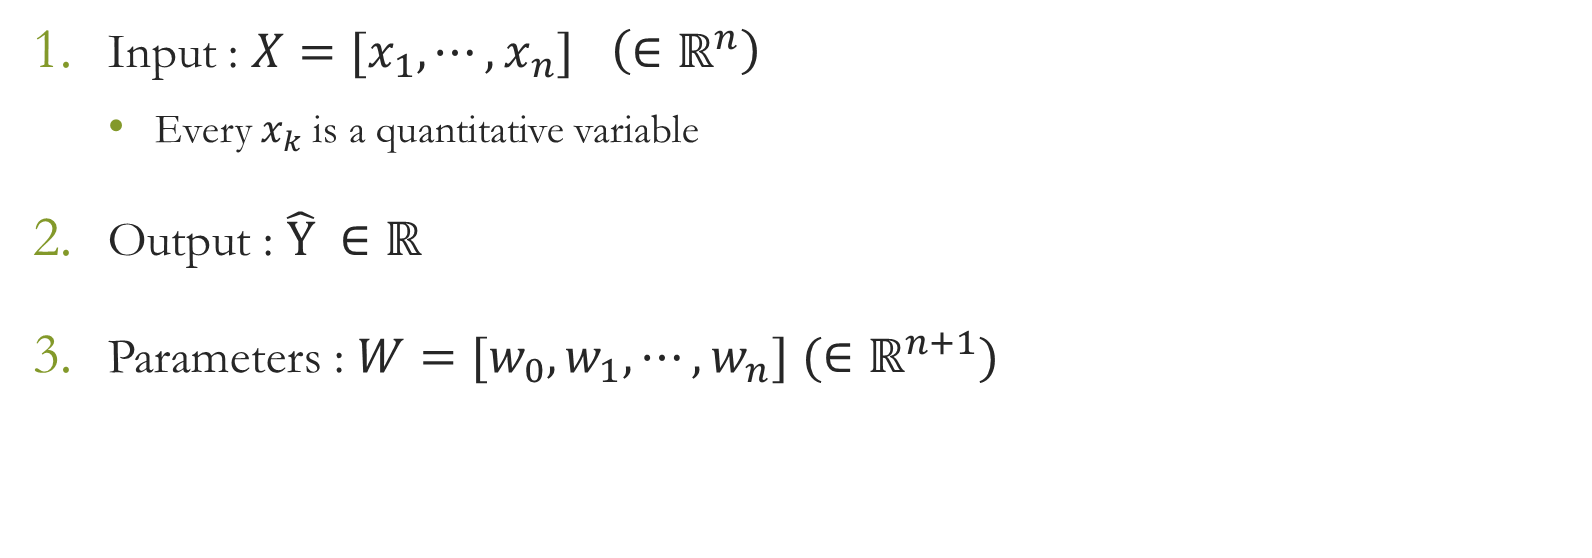 1. Input : 𝑋 = [𝑥₁, ⋯ , 𝑥ₙ] (∈ ℝⁿ)
• Every 𝑥ₖ is a quantitative variable
2. Output : Ŷ ∈ ℝ
3. Parameters : 𝑊 = [𝑤₀, 𝑤₁, ⋯ , 𝑤ₙ] (∈ ℝⁿ⁺¹)